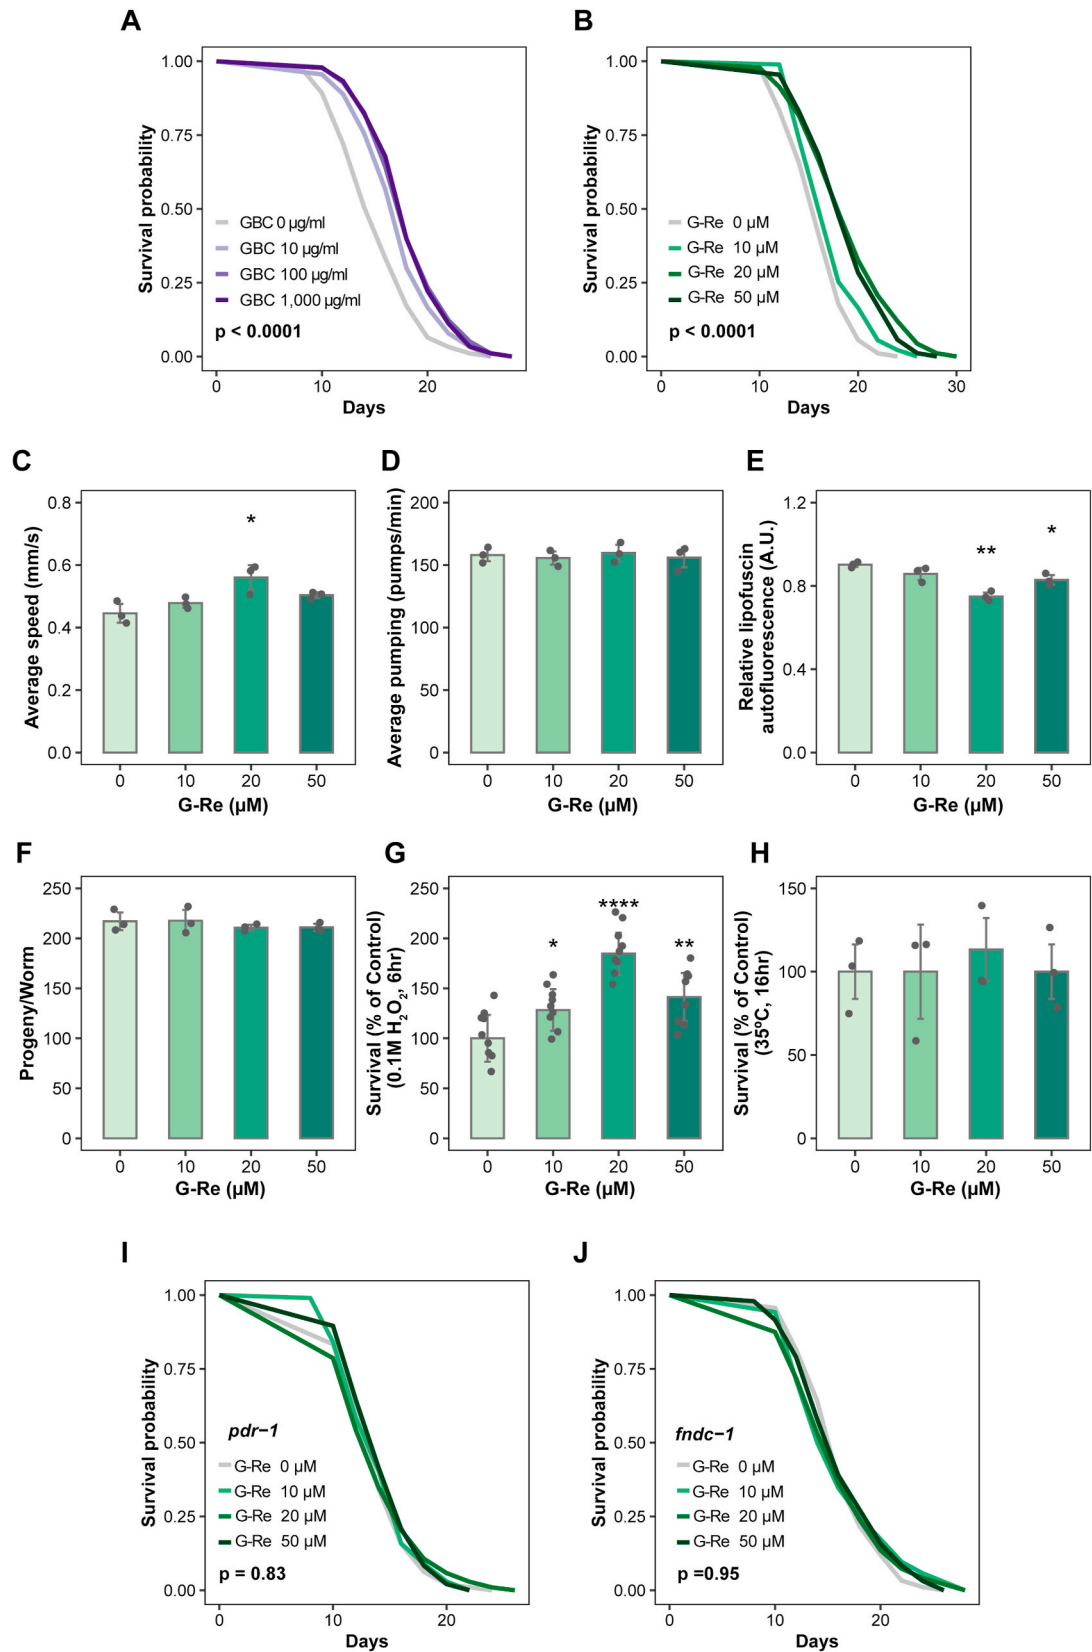 A
1.00
0.75
0.50
0.25
0.00
Survival probability
GBC 0 µg/ml
GBC 10 µg/ml
GBC 100 µg/ml
GBC 1,000 µg/ml
p < 0.0001
0 10 20
Days
B
1.00
0.75
0.50
0.25
0.00
Survival probability
G-Re 0 µM
G-Re 10 µM
G-Re 20 µM
G-Re 50 µM
p < 0.0001
0 10 20 30
Days
C
0.8
0.6
0.4
0.2
0.0
Average speed (mm/s)
*
0 10 20 50
G-Re (µM)
D
200
150
100
50
0
Average pumping (pumps/min)
0 10 20 50
G-Re (µM)
E
1.2
0.8
0.4
0.0
Relative lipofuscin
autofluorescence (A.U.)
**
*
0 10 20 50
G-Re (µM)
F
250
200
150
100
50
0
Progeny/Worm
0 10 20 50
G-Re (µM)
G
250
200
150
100
50
0
Survival (% of Control)
(0.1M H₂O₂, 6hr)
*
****
**
0 10 20 50
G-Re (µM)
H
150
100
50
0
Survival (% of Control)
(35ºC, 16hr)
0 10 20 50
G-Re (µM)
I
1.00
0.75
0.50
0.25
0.00
Survival probability
pdr−1
G-Re 0 µM
G-Re 10 µM
G-Re 20 µM
G-Re 50 µM
p = 0.83
0 10 20
Days
J
1.00
0.75
0.50
0.25
0.00
Survival probability
fndc−1
G-Re 0 µM
G-Re 10 µM
G-Re 20 µM
G-Re 50 µM
p =0.95
0 10 20
Days